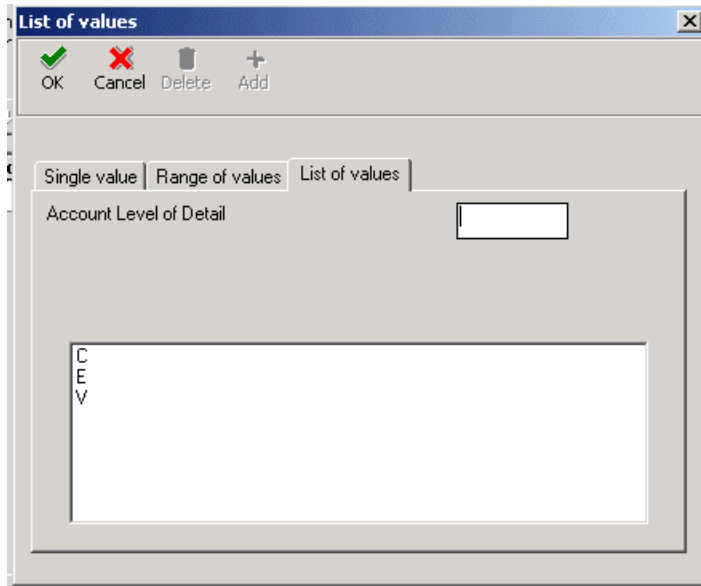 List of values
OK Cancel Delete Add
Single value Range of values List of values
Account Level of Detail
C
E
V